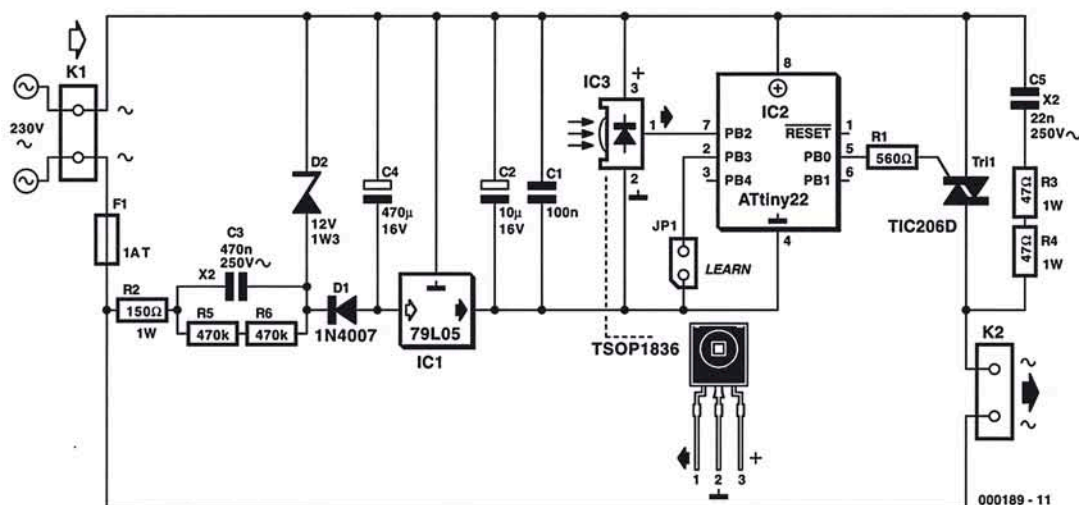 K1
230V
F1
1AT
R2
150Ω
1W
C3
470n
250V
X2
R5
470k
R6
470k
D2
12V
1W3
D1
1N4007
C4
470μ
16V
79L05
IC1
C2
10μ
16V
C1
100n
IC3
+
3
1
2
TSOP1836
JP1
LEARN
8
IC2
7 PB2 RESET 1
2 PB3 PB0 5
3 PB4 PB1 6
ATtiny22
4
R1
560Ω
Tri1
TIC206D
C5
X2
22n
250V
47Ω
R3
1W
47Ω
R4
1W
K2
1 2 3
+
000189 - 11